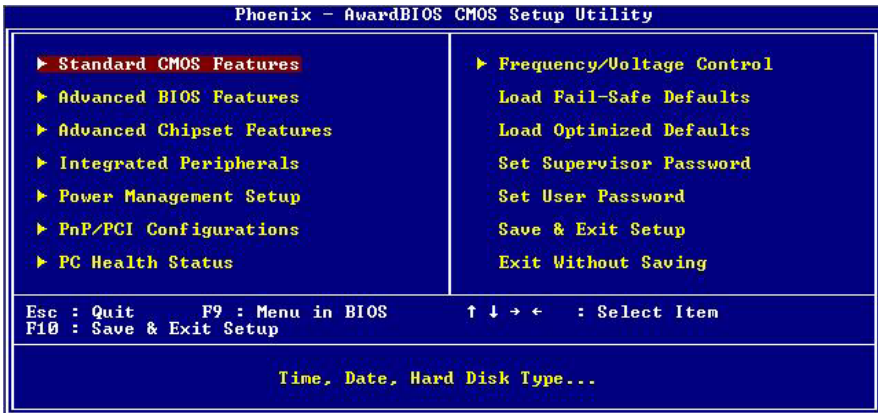 Phoenix - AwardBIOS CMOS Setup Utility
▶ Standard CMOS Features
▶ Advanced BIOS Features
▶ Advanced Chipset Features
▶ Integrated Peripherals
▶ Power Management Setup
▶ PnP/PCI Configurations
▶ PC Health Status
▶ Frequency/Voltage Control
Load Fail-Safe Defaults
Load Optimized Defaults
Set Supervisor Password
Set User Password
Save & Exit Setup
Exit Without Saving
Esc : Quit F9 : Menu in BIOS ↑ ↓ → ← : Select Item
F10 : Save & Exit Setup
Time, Date, Hard Disk Type...